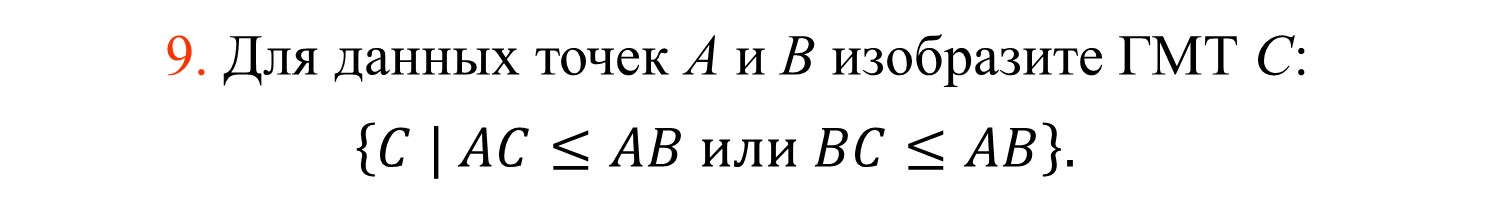 9. Для данных точек A и B изобразите ГМТ C:
{C | AC ≤ AB или BC ≤ AB}.